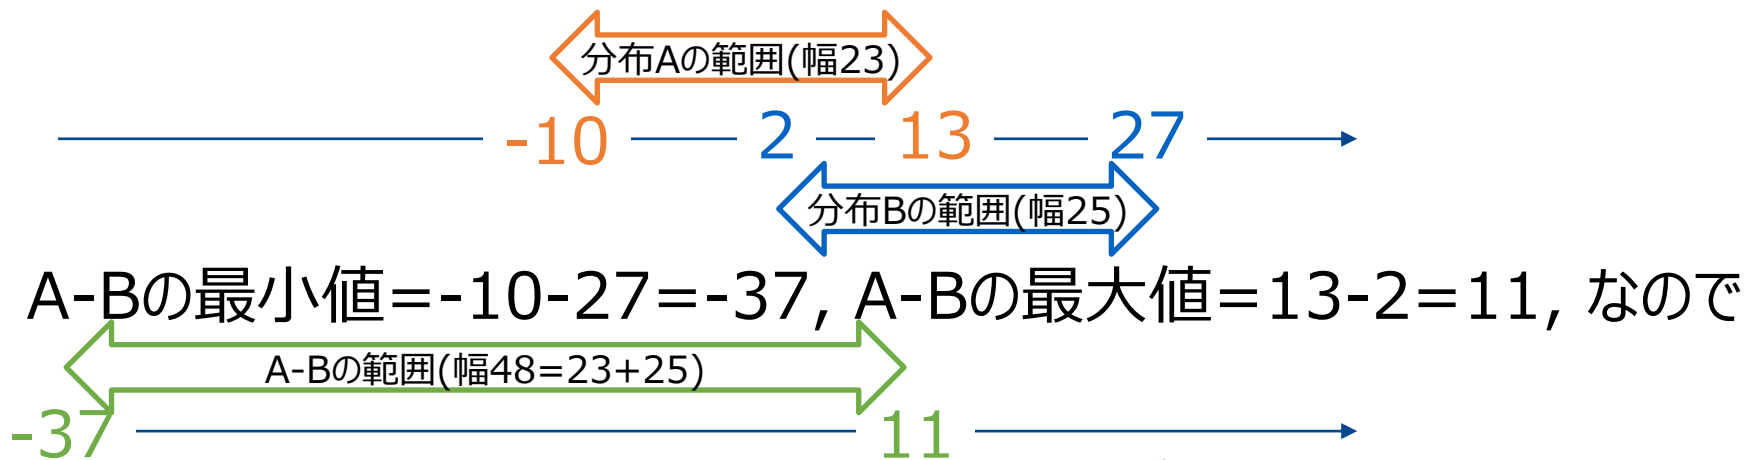 分布Aの範囲(幅23)
-10 2 13 27
分布Bの範囲(幅25)
A-Bの最小値=-10-27=-37, A-Bの最大値=13-2=11, なので
A-Bの範囲(幅48=23+25)
-37 11